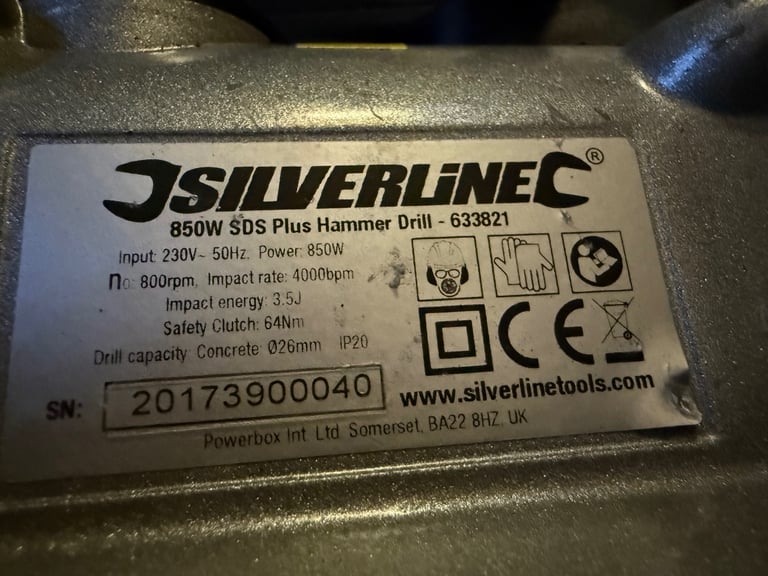 SILVERLINE®
850W SDS Plus Hammer Drill - 633821
Input: 230V~ 50Hz. Power: 850W
n0: 800rpm, Impact rate: 4000bpm
Impact energy: 3.5J
Safety Clutch: 64Nm
Drill capacity Concrete: Ø26mm IP20
CE
SN: 20173900040
www.silverlinetools.com
Powerbox Int. Ltd Somerset, BA22 8HZ, UK